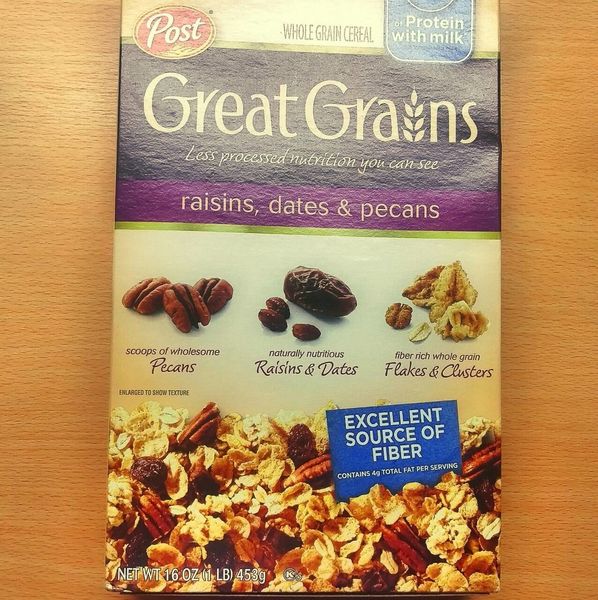 Post
WHOLE GRAIN CEREAL
of Protein
with milk
Great Grains
Less processed nutrition you can see
raisins, dates & pecans
scoops of wholesome
Pecans
naturally nutritious
Raisins & Dates
fiber rich whole grain
Flakes & Clusters
ENLARGED TO SHOW TEXTURE
EXCELLENT
SOURCE OF
FIBER
CONTAINS 4g TOTAL FAT PER SERVING
NET WT 16 OZ (1 LB) 453g